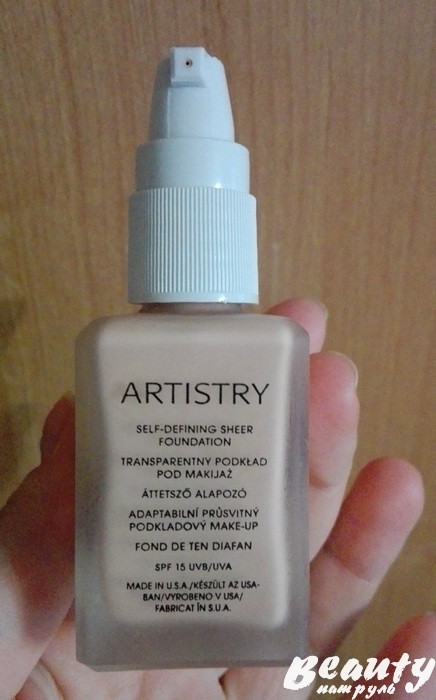 ARTISTRY
SELF-DEFINING SHEER
FOUNDATION
TRANSPARENTNY PODKŁAD
POD MAKIJAŻ
ÁTTETSZŐ ALAPOZÓ
ADAPTABILNÍ PRŮSVITNÝ
PODKLADOVÝ MAKE-UP
FOND DE TEN DIAFAN
SPF 15 UVB/UVA
MADE IN U.S.A./KÉSZÜLT AZ USA-
BAN/VYROBENO V USA/
FABRICAT ÎN S.U.A.
Beauty
патруль